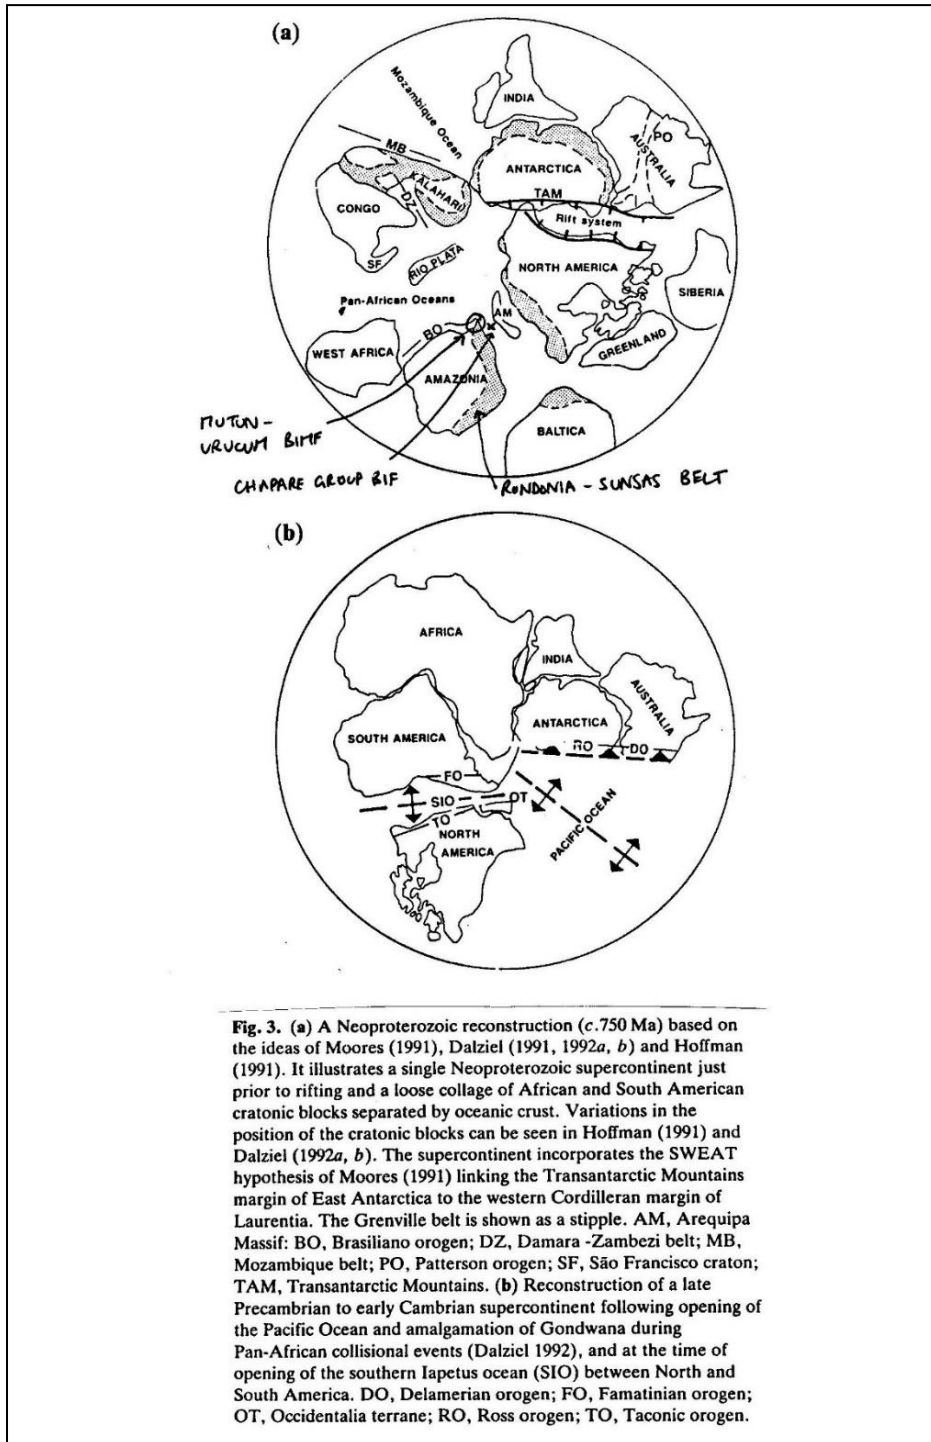 (a)
Mozambique Ocean
INDIA
PO
AUSTRALIA
MB
ANTARCTICA
KALAHARI
TAM
DZ
CONGO
Rift system
SF
RIO PLATA
NORTH AMERICA
SIBERIA
Pan-African Oceans
AM
BO
GREENLAND
WEST AFRICA
AMAZONIA
MUTUN-
URUCUM BIMF
BALTICA
CHAPARE GROUP BIF
RONDONIA - SUNSAS BELT
(b)
AFRICA
INDIA
AUSTRALIA
ANTARCTICA
SOUTH AMERICA
RO
DO
FO
SIO
OT
TO
NORTH
AMERICA
PACIFIC OCEAN
Fig. 3. (a) A Neoproterozoic reconstruction (c.750 Ma) based on
the ideas of Moores (1991), Dalziel (1991, 1992a, b) and Hoffman
(1991). It illustrates a single Neoproterozoic supercontinent just
prior to rifting and a loose collage of African and South American
cratonic blocks separated by oceanic crust. Variations in the
position of the cratonic blocks can be seen in Hoffman (1991) and
Dalziel (1992a, b). The supercontinent incorporates the SWEAT
hypothesis of Moores (1991) linking the Transantarctic Mountains
margin of East Antarctica to the western Cordilleran margin of
Laurentia. The Grenville belt is shown as a stipple. AM, Arequipa
Massif: BO, Brasiliano orogen; DZ, Damara -Zambezi belt; MB,
Mozambique belt; PO, Patterson orogen; SF, São Francisco craton;
TAM, Transantarctic Mountains. (b) Reconstruction of a late
Precambrian to early Cambrian supercontinent following opening of
the Pacific Ocean and amalgamation of Gondwana during
Pan-African collisional events (Dalziel 1992), and at the time of
opening of the southern Iapetus ocean (SIO) between North and
South America. DO, Delamerian orogen; FO, Famatinian orogen;
OT, Occidentalia terrane; RO, Ross orogen; TO, Taconic orogen.